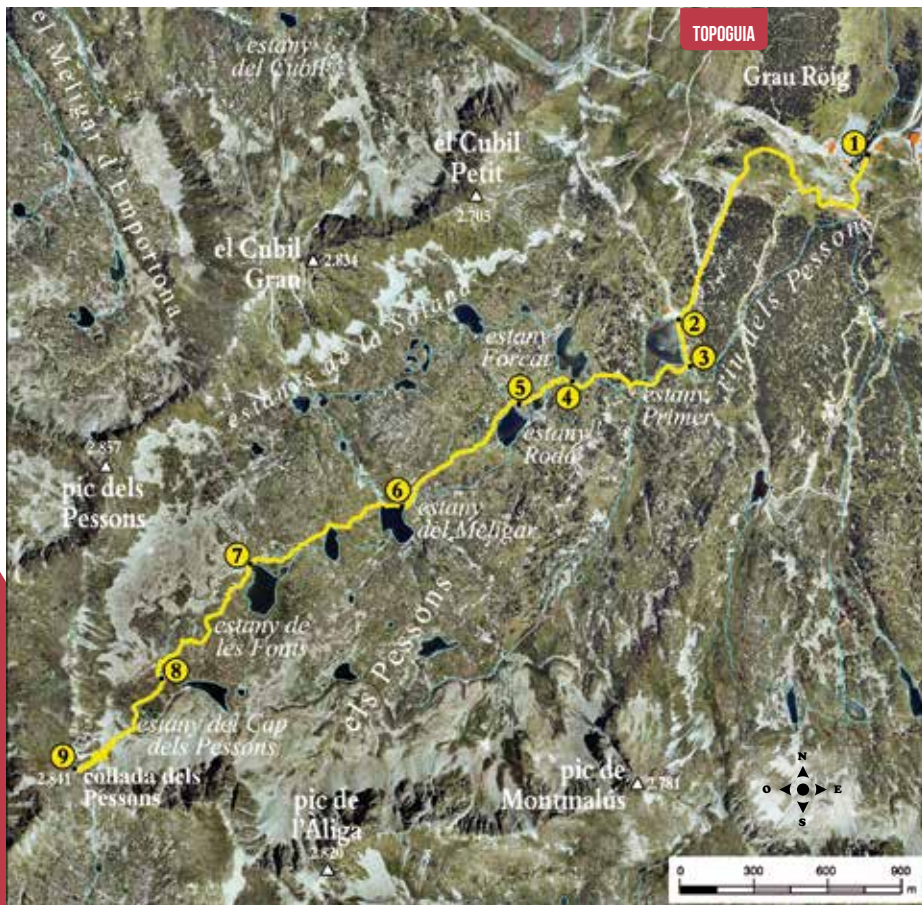 TOPOGUIA
el Meligar d'Emportona
estany
del Cubil
Grau Roig
1
el Cubil
Petit
2.705
el Cubil
Gran
2.834
riu dels Pessons
estanys de la Solana
2
estany
Forcat
3
5
4
estany
Primer
estany
Rodó
2.857
pic dels
Pessons
6
estany
del Meligar
7
estany de
les Fonts
els Pessons
8
estany del Cap
dels Pessons
9
2.841
collada dels
Pessons
pic de
Montmalús
2.781
pic de
l'Àliga
N
O
E
S
0
300
600
900
m